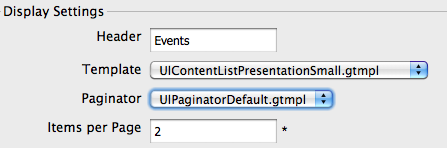 Display Settings
Header Events
Template UIContentListPresentationSmall.gtmpl
Paginator UIPaginatorDefault.gtmpl
Items per Page 2 *